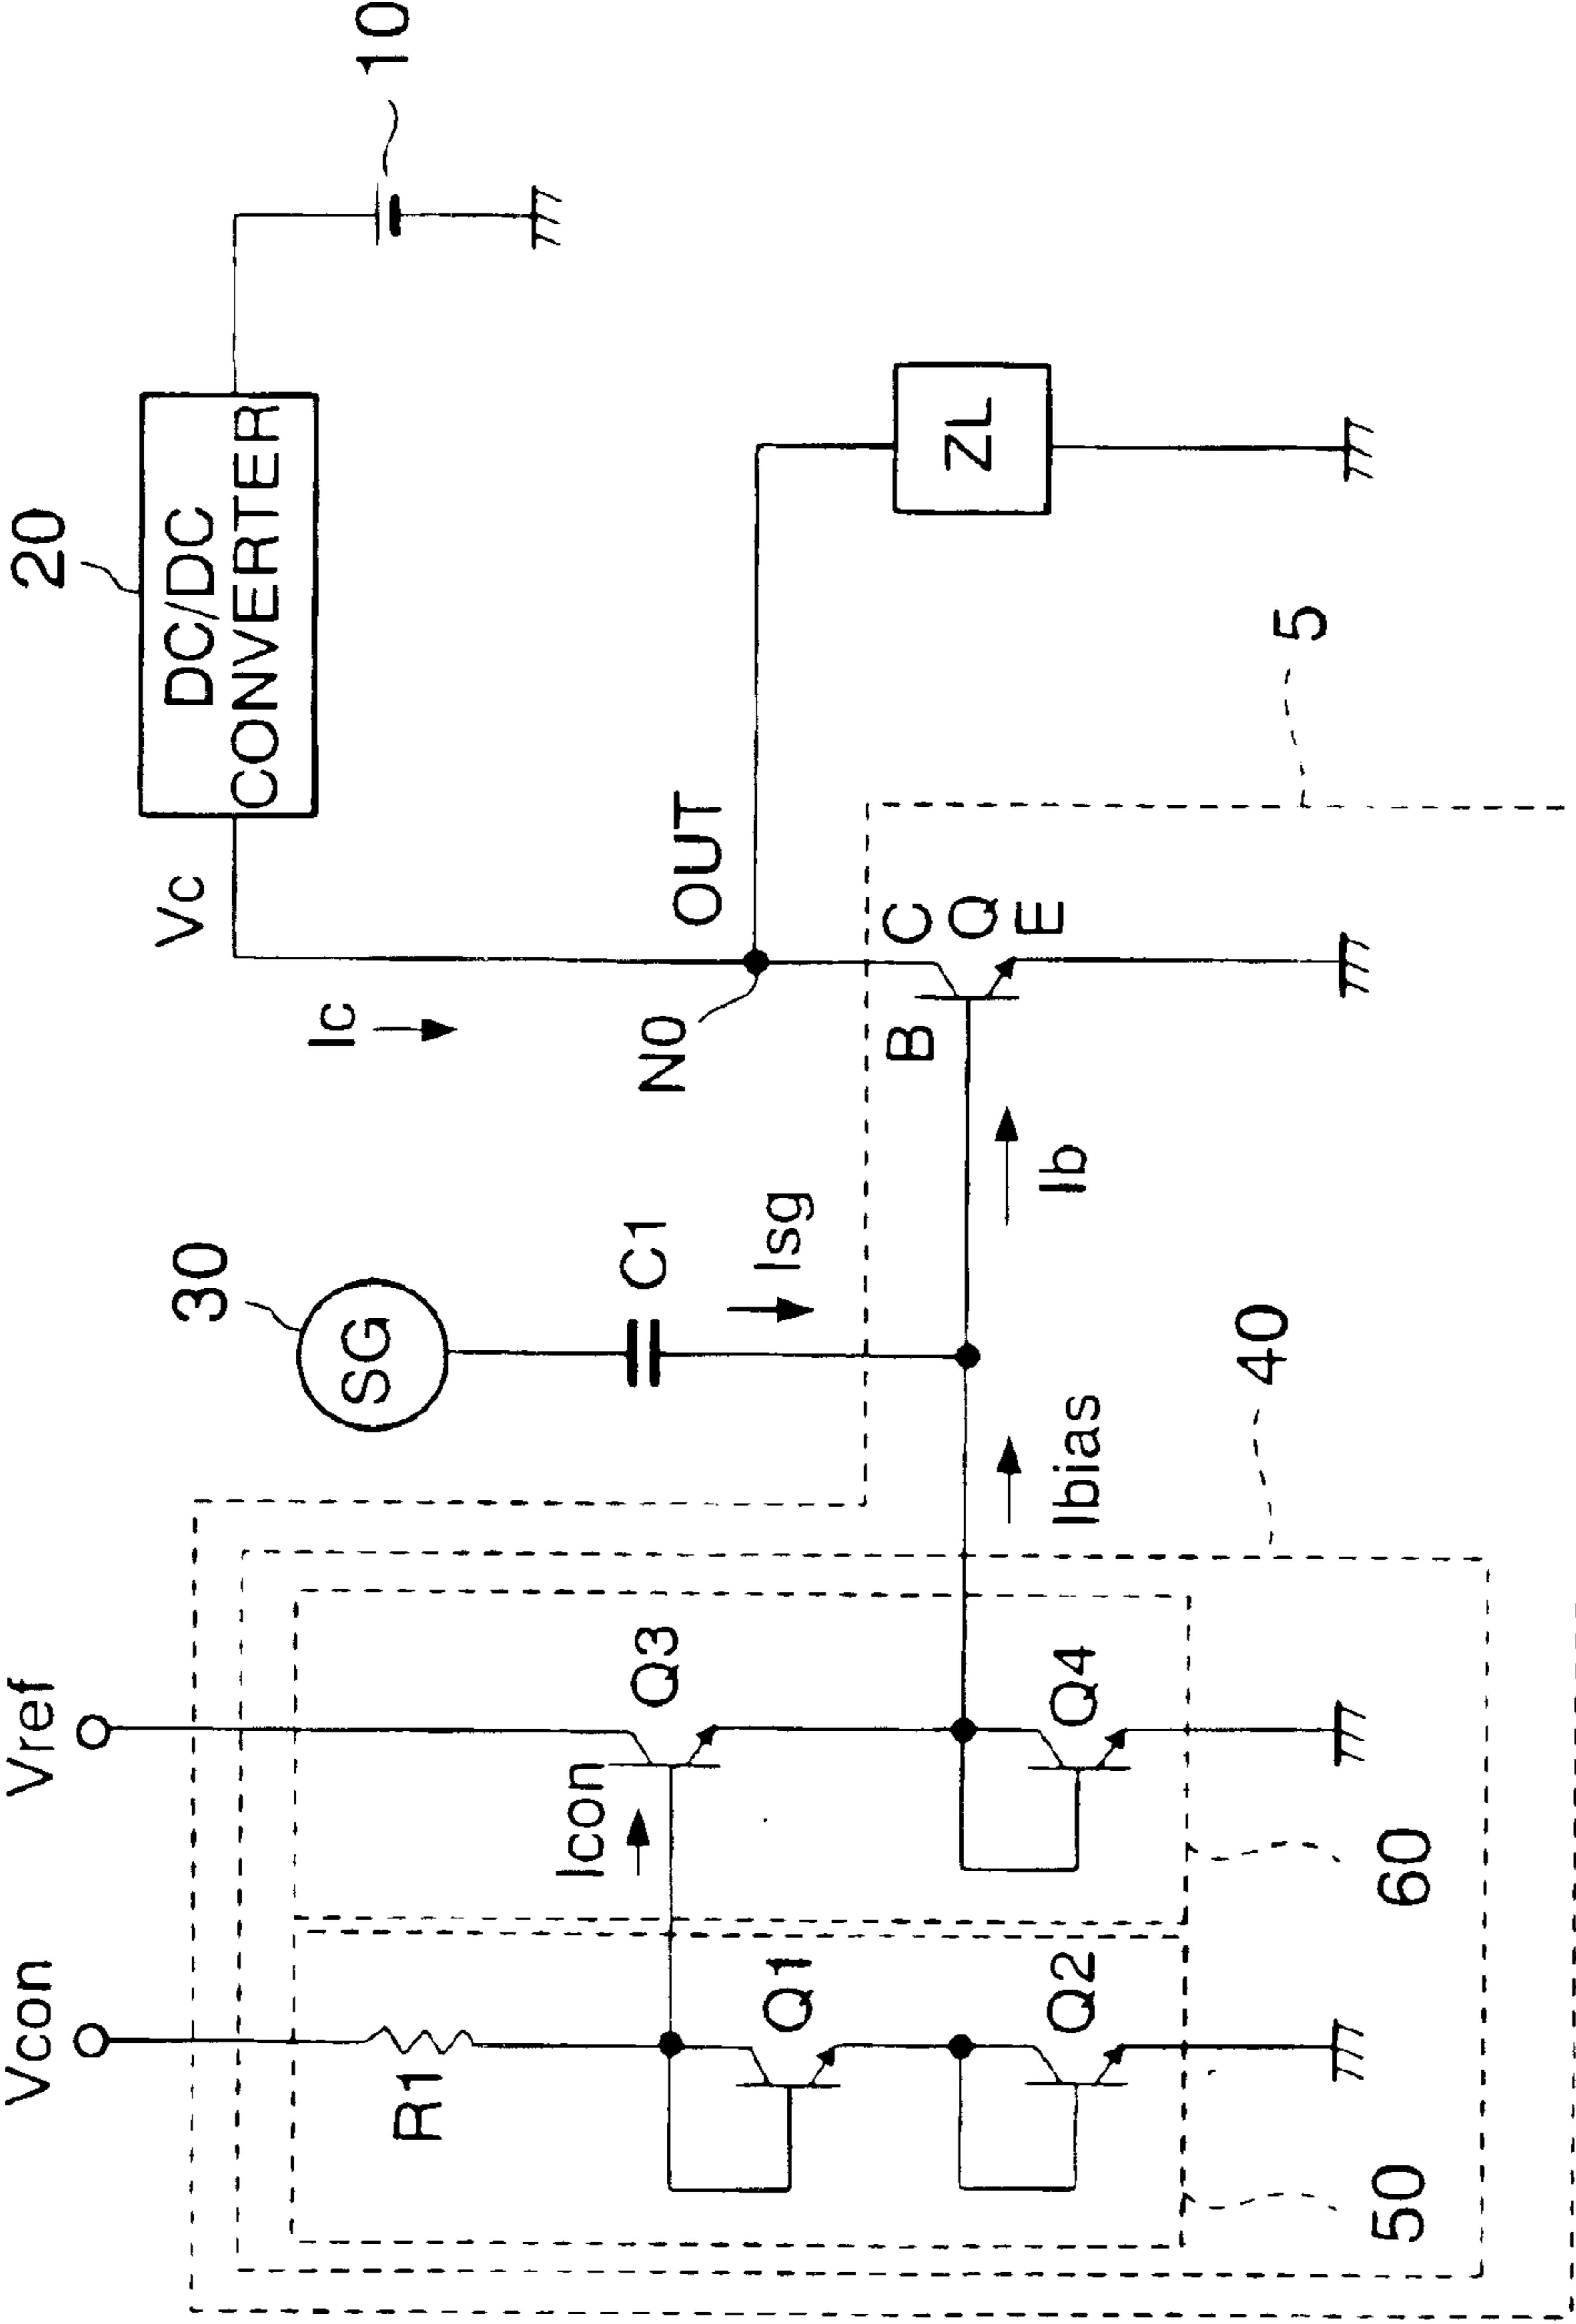 Vcon
Vref
30
SG
C1
Isg
Vc
Ic
20
DC/DC
CONVERTER
10
OUT
N0
ZL
R1
Icon
Q3
Q1
Q2
Q4
Ibias
Ib
B
C
Q
E
5
40
50
60